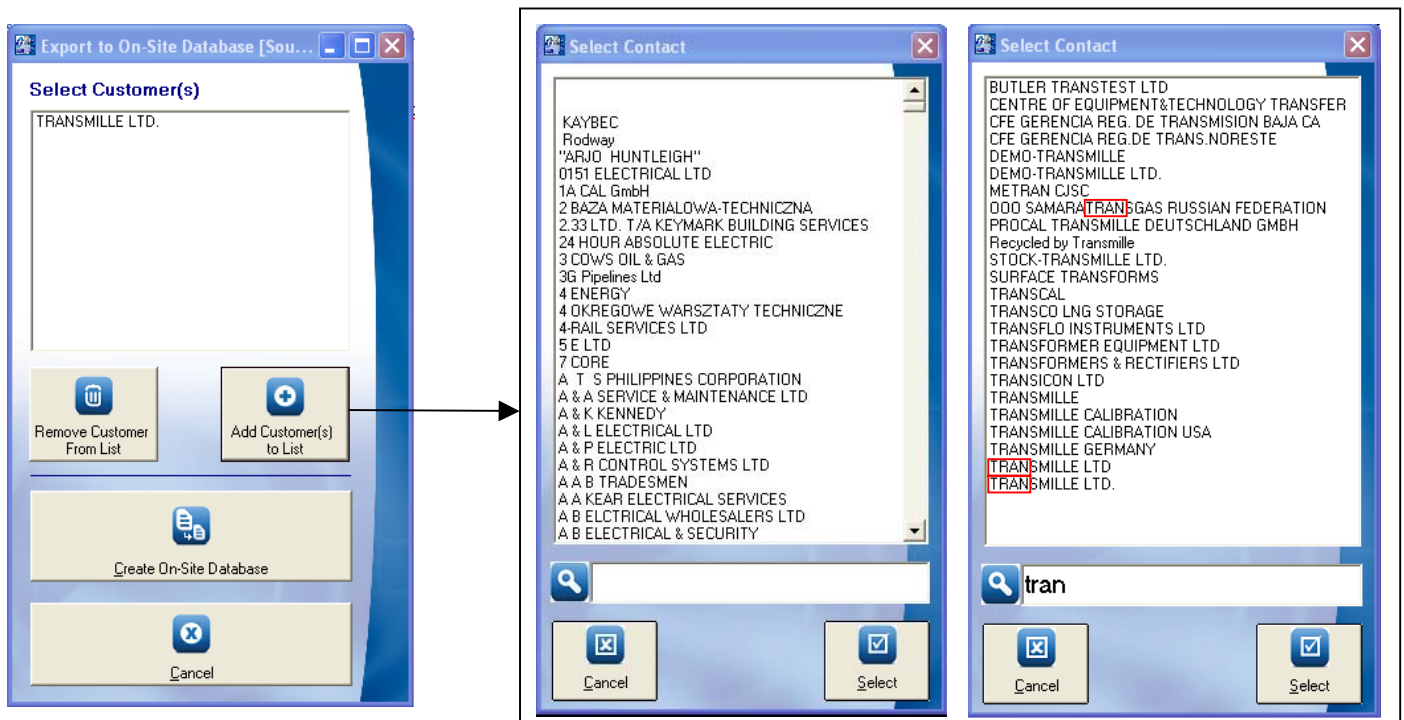 Export to On-Site Database [Sou...
Select Customer(s)
TRANSMILLE LTD.
Remove Customer
From List
Add Customer(s)
to List
Create On-Site Database
Cancel
Select Contact
KAYBEC
Rodway
"ARJO HUNTLEIGH"
0151 ELECTRICAL LTD
1A CAL GmbH
2 BAZA MATERIALOWA-TECHNICZNA
2.33 LTD. T/A KEYMARK BUILDING SERVICES
24 HOUR ABSOLUTE ELECTRIC
3 COWS OIL & GAS
3G Pipelines Ltd
4 ENERGY
4 OKREGOWE WARSZTATY TECHNICZNE
4-RAIL SERVICES LTD
5 E LTD
7 CORE
A T S PHILIPPINES CORPORATION
A & A SERVICE & MAINTENANCE LTD
A & K KENNEDY
A & L ELECTRICAL LTD
A & P ELECTRIC LTD
A & R CONTROL SYSTEMS LTD
A A B TRADESMEN
A A KEAR ELECTRICAL SERVICES
A B ELCTRICAL WHOLESALERS LTD
A B ELECTRICAL & SECURITY
Cancel
Select
Select Contact
BUTLER TRANSTEST LTD
CENTRE OF EQUIPMENT&TECHNOLOGY TRANSFER
CFE GERENCIA REG. DE TRANSMISION BAJA CA
CFE GERENCIA REG.DE TRANS.NORESTE
DEMO-TRANSMILLE
DEMO-TRANSMILLE LTD.
METRAN CJSC
OOO SAMARATRANSGAS RUSSIAN FEDERATION
PROCAL TRANSMILLE DEUTSCHLAND GMBH
Recycled by Transmille
STOCK-TRANSMILLE LTD.
SURFACE TRANSFORMS
TRANSCAL
TRANSCO LNG STORAGE
TRANSFLO INSTRUMENTS LTD
TRANSFORMER EQUIPMENT LTD
TRANSFORMERS & RECTIFIERS LTD
TRANSICON LTD
TRANSMILLE
TRANSMILLE CALIBRATION
TRANSMILLE CALIBRATION USA
TRANSMILLE GERMANY
TRANSMILLE LTD
TRANSMILLE LTD.
tran
Cancel
Select